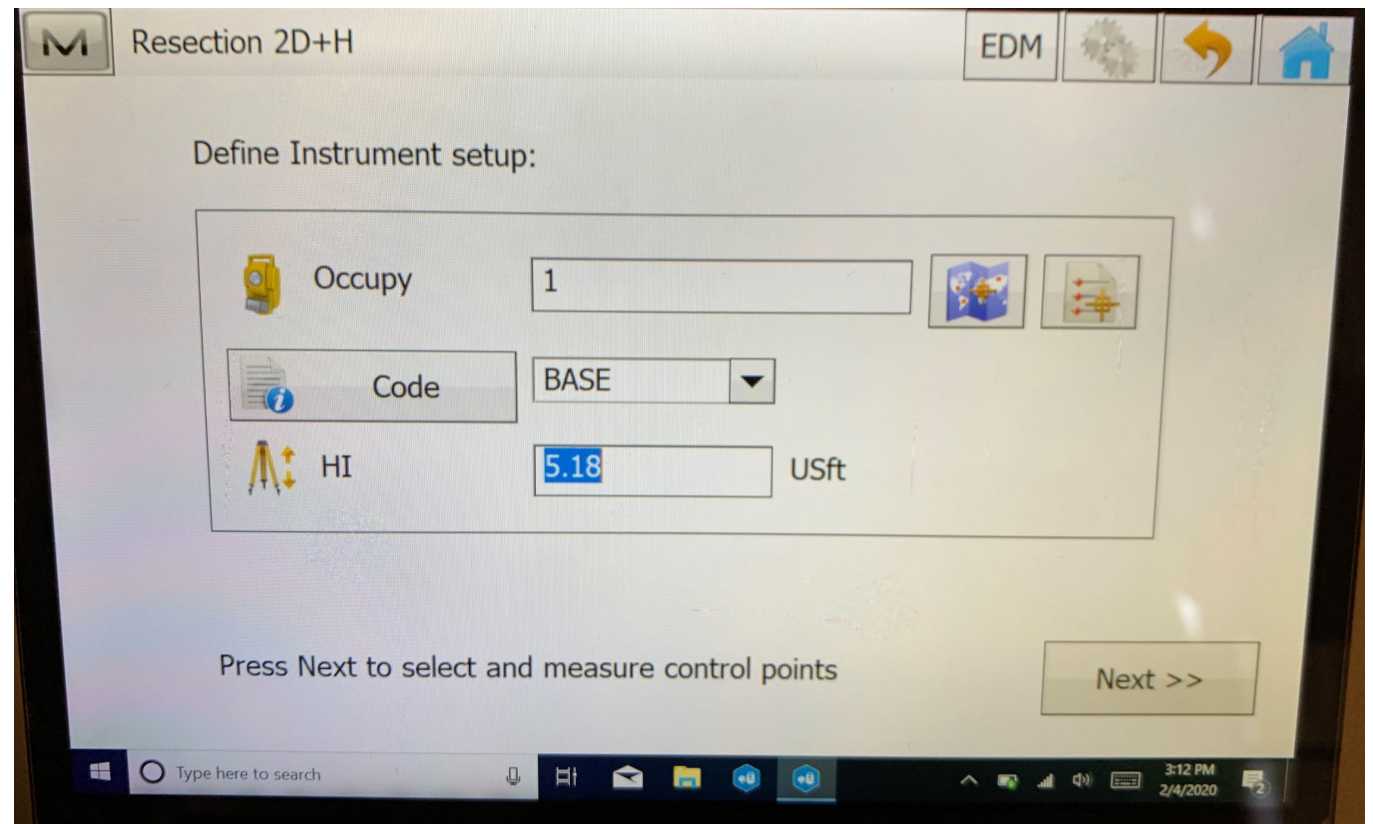 M Resection 2D+H EDM
Define Instrument setup:
Occupy 1
Code BASE
HI 5.18 USft
Press Next to select and measure control points
Next >>
Type here to search
3:12 PM
2/4/2020
2